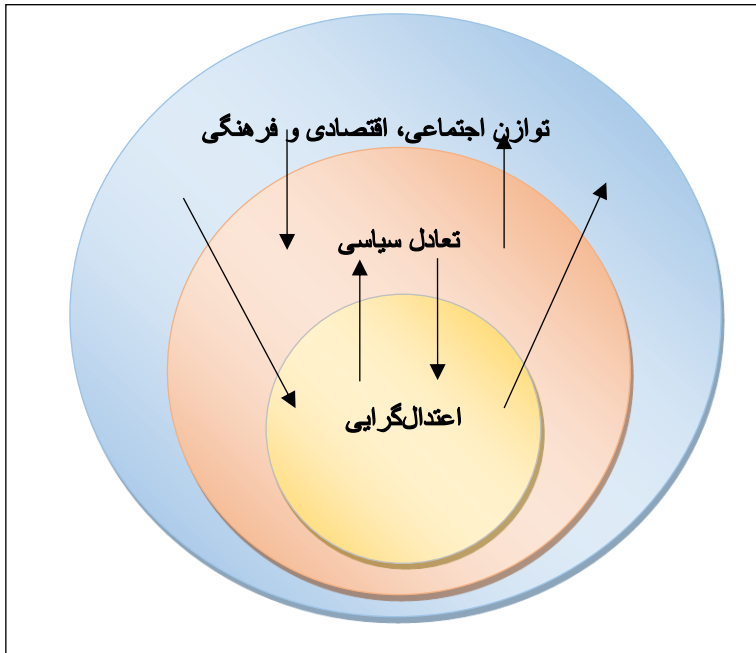 توازن اجتماعی، اقتصادی و فرهنگی
تعادل سیاسی
اعتدال‌گرایی